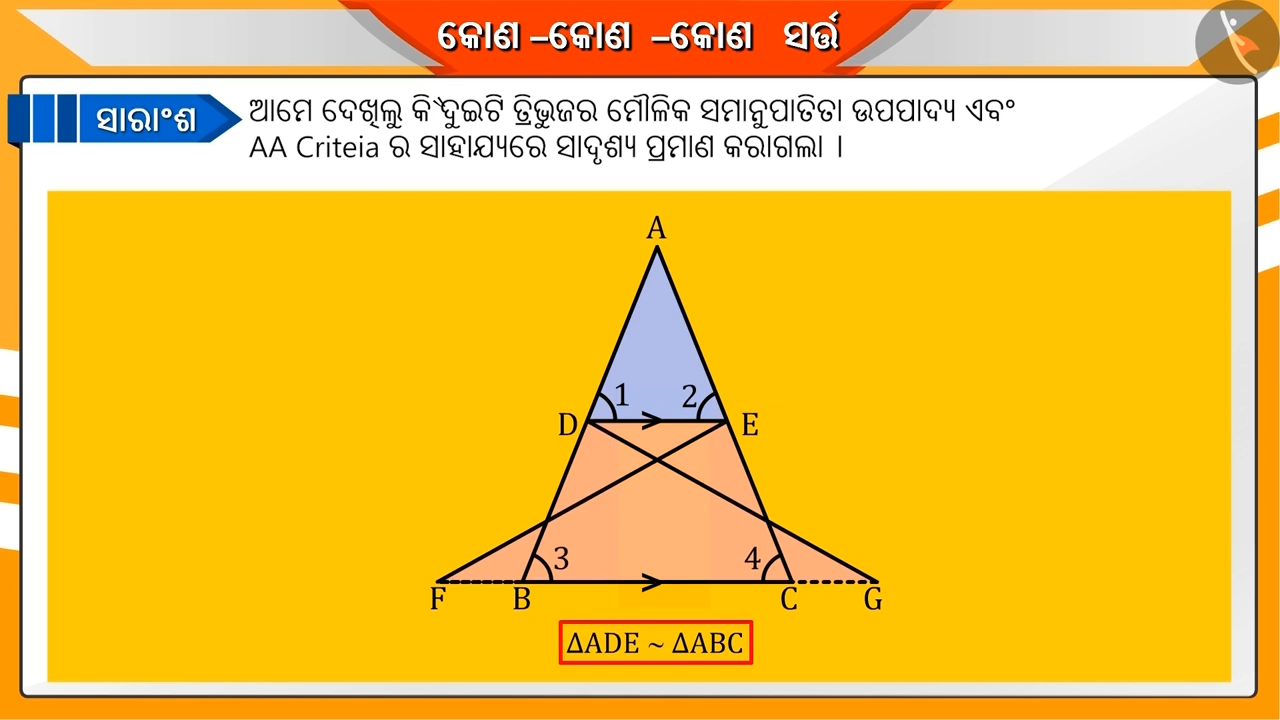 କୋଣ –କୋଣ –କୋଣ ସର୍ତ୍ତ
ସାରାଂଶ
ଆମେ ଦେଖିଲୁ କିଂ ଦୁଇଟି ତ୍ରିଭୁଜର ମୌଳିକ ସମାନୁପାତିତା ଉପପାଦ୍ୟ ଏବଂ
AA Criteia ର ସାହାଯ୍ୟରେ ସାଦୃଶ୍ୟ ପ୍ରମାଣ କରାଗଲା ।
A
1 2
D E
3 4
F B C G
ΔADE ~ ΔABC